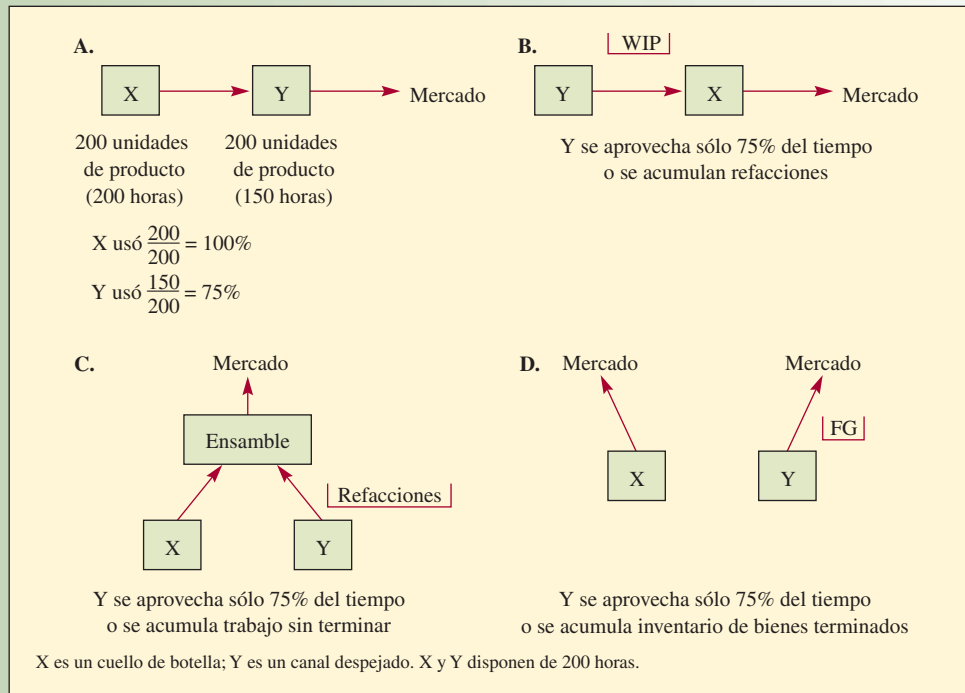 A.
X
Y
Mercado
200 unidades
de producto
(200 horas)
200 unidades
de producto
(150 horas)
X usó 200/200 = 100%
Y usó 150/200 = 75%
B.
WIP
Y
X
Mercado
Y se aprovecha sólo 75% del tiempo
o se acumulan refacciones
C.
Mercado
Ensamble
Refacciones
X
Y
Y se aprovecha sólo 75% del tiempo
o se acumula trabajo sin terminar
D.
Mercado
Mercado
FG
X
Y
Y se aprovecha sólo 75% del tiempo
o se acumula inventario de bienes terminados
X es un cuello de botella; Y es un canal despejado. X y Y disponen de 200 horas.